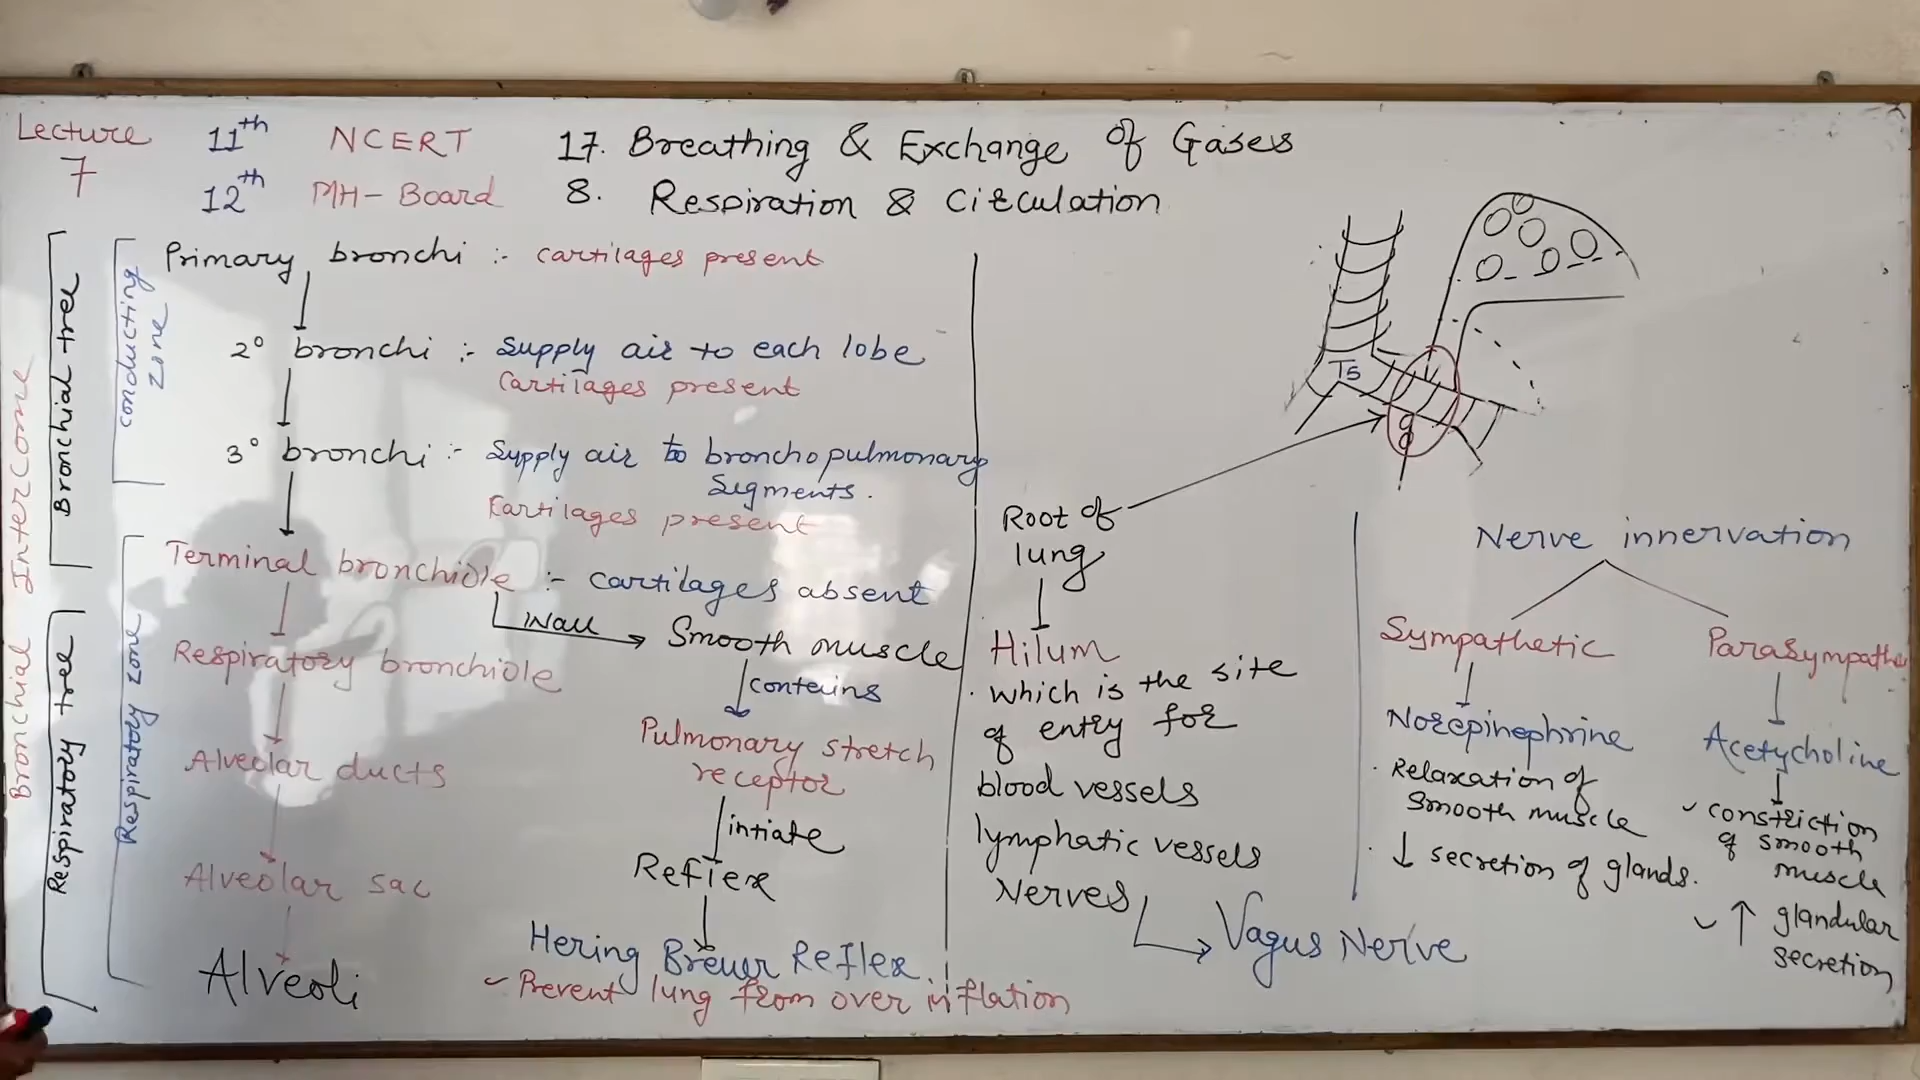 Lecture
7
11th NCERT 17. Breathing & Exchange of Gases
12th MH-Board 8. Respiration & Circulation
Bronchial InterCome
Bronchial tree
Respiratory tree
conducting
zone
Respiratory zone
Primary bronchi :- cartilages present
2° bronchi :- Supply air to each lobe
Cartilages present
3° bronchi :- Supply air to bronchopulmonary
Segments.
Cartilages present
Terminal bronchiole :- cartilages absent
Wall
Smooth muscle
Respiratory bronchiole
contains
Pulmonary stretch
receptor
Alveolar ducts
intiate
Reflex
Alveolar sac
Hering Breuer Reflex
Alveoli
Prevent lung from over inflation
T5
Root of
lung
Hilum
which is the site
of entry for
blood vessels
lymphatic vessels
Nerves
Vagus Nerve
Nerve innervation
Sympathetic
Norepinephrine
Relaxation of
Smooth muscle
↓ secretion of glands.
Parasympathe
Acetycholine
constriction
of smooth
muscle
↑ glandular
secretion